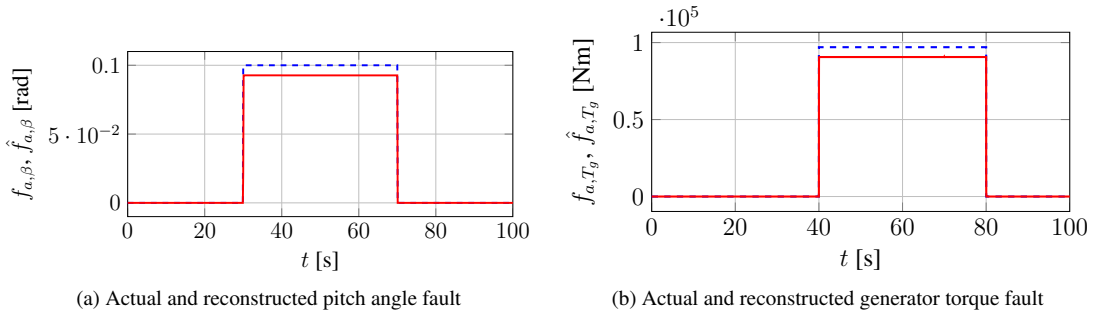 f_{a,β}, f̂_{a,β} [rad]
0.1
5 · 10⁻²
0
0 20 40 60 80 100
t [s]
(a) Actual and reconstructed pitch angle fault
·10⁵
f_{a,T_g}, f̂_{a,T_g} [Nm]
1
0.5
0
0 20 40 60 80 100
t [s]
(b) Actual and reconstructed generator torque fault